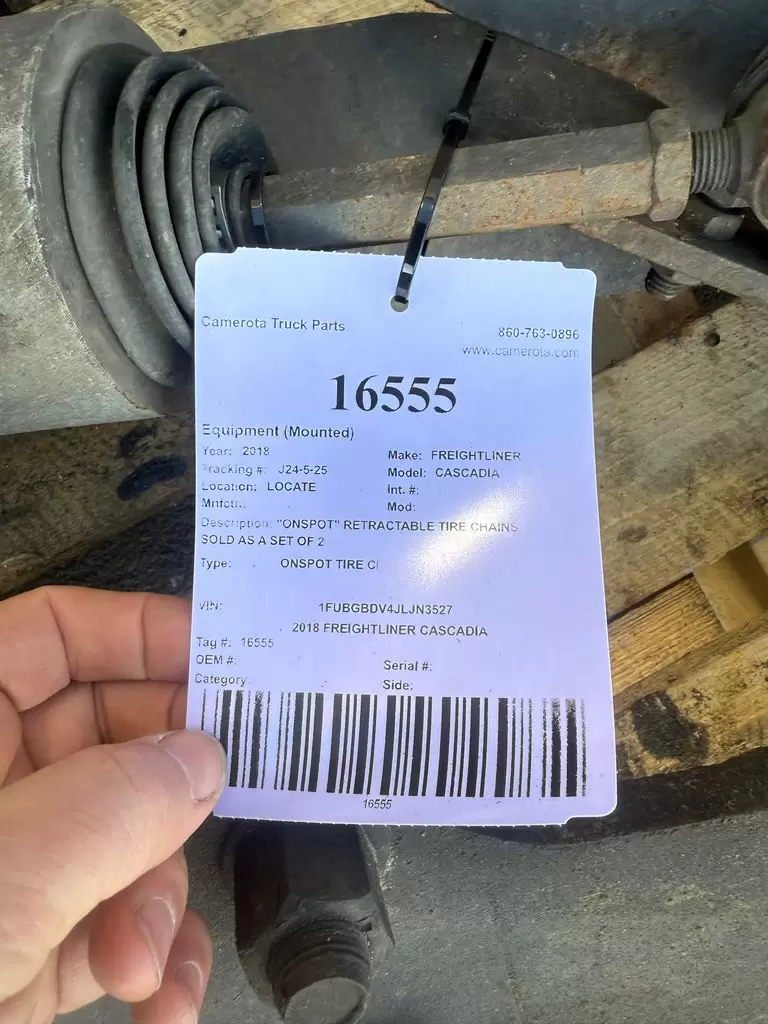 Camerota Truck Parts
860-763-0896
www.camerota.com
16555
Equipment (Mounted)
Year: 2018
Make: FREIGHTLINER
Tracking #: J24-5-25
Model: CASCADIA
Location: LOCATE
Int. #:
Mnfct.:
Mod:
Description: "ONSPOT" RETRACTABLE TIRE CHAINS
SOLD AS A SET OF 2
Type: ONSPOT TIRE C
VIN: 1FUBGBDV4JLJN3527
2018 FREIGHTLINER CASCADIA
Tag #: 16555
OEM #:
Serial #:
Category:
Side:
16555